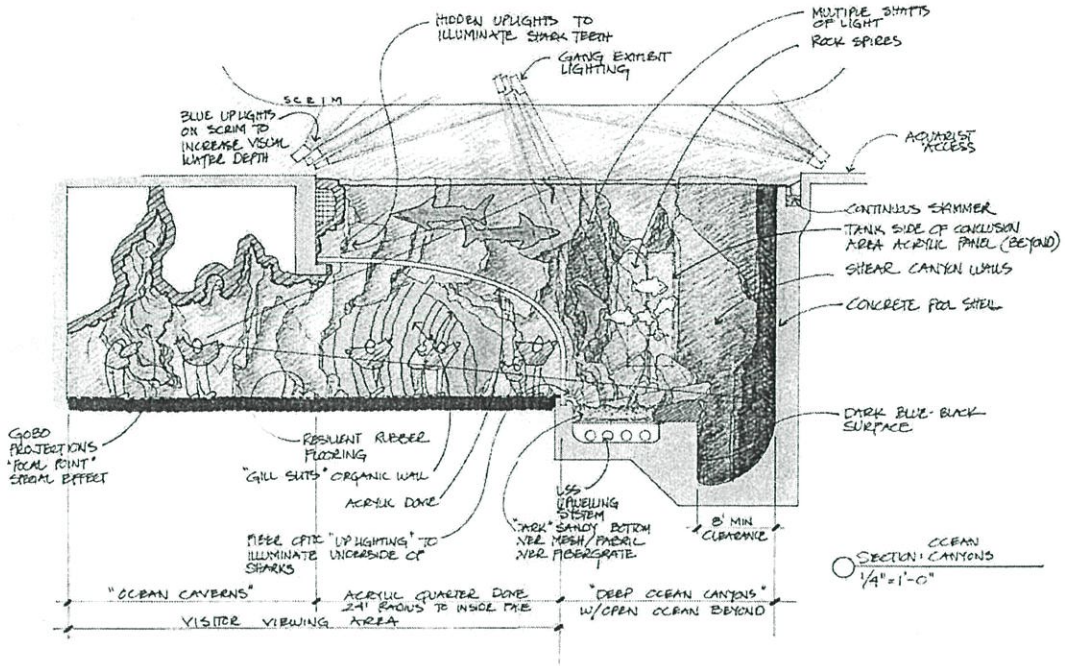 HIDDEN UPLIGHTS TO
ILLUMINATE SHARK TEETH
GANG EXHIBIT
LIGHTING
MULTIPLE SHAFTS
OF LIGHT
ROCK SPIRES
SCRIM
BLUE UPLIGHTS
ON SCRIM TO
INCREASE VISUAL
WATER DEPTH
AQUARIST
ACCESS
CONTINUOS SKIMMER
TANK SIDE OF CONCLUSION
AREA ACRYLIC PANEL (BEYOND)
SHEAR CANYON WALLS
CONCRETE POOL SHELL
DARK BLUE-BLACK
SURFACE
GOBO
PROJECTIONS
"FOCAL POINT"
SPECIAL EFFECT
RESILIENT RUBBER
FLOORING
"GILL SLITS" ORGANIC WALL
ACRYLIC DOME
FIBER OPTIC "UPLIGHTING" TO
ILLUMINATE UNDERSIDE OF
SHARKS
LSS
UPWELLING
SYSTEM
"ARK" SANDY BOTTOM
OVER MESH/FABRIC
OVER FIBERGRATE
8' MIN
CLEARANCE
OCEAN
SECTION: CANYONS
1/4"=1'-0"
"OCEAN CAVERNS"
ACRYLIC QUARTER DOME
24' RADIUS TO INSIDE FACE
"DEEP OCEAN CANYONS"
W/OPEN OCEAN BEYOND
VISITOR VIEWING AREA